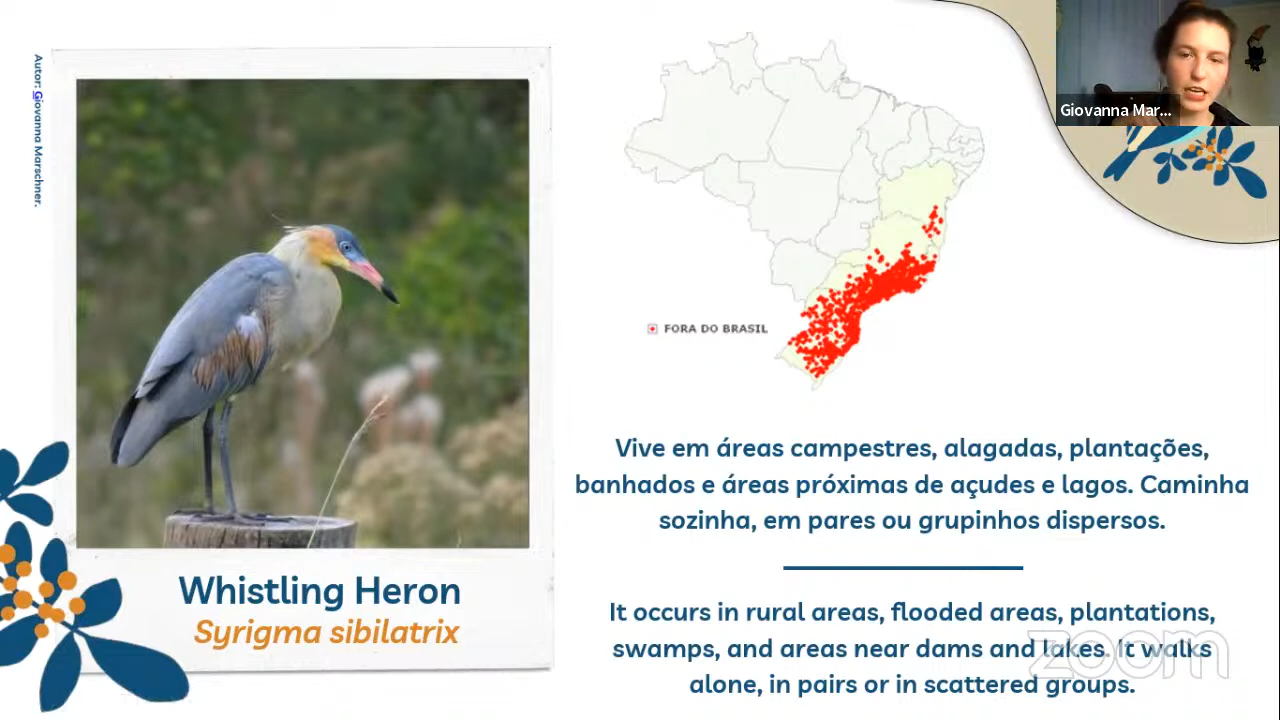 Autor: Giovanna Marschner.
Giovanna Mar...
FORA DO BRASIL
Vive em áreas campestres, alagadas, plantações,
banhados e áreas próximas de açudes e lagos. Caminha
sozinha, em pares ou grupinhos dispersos.
Whistling Heron
Syrigma sibilatrix
It occurs in rural areas, flooded areas, plantations,
swamps, and areas near dams and lakes. It walks
alone, in pairs or in scattered groups.
zoom